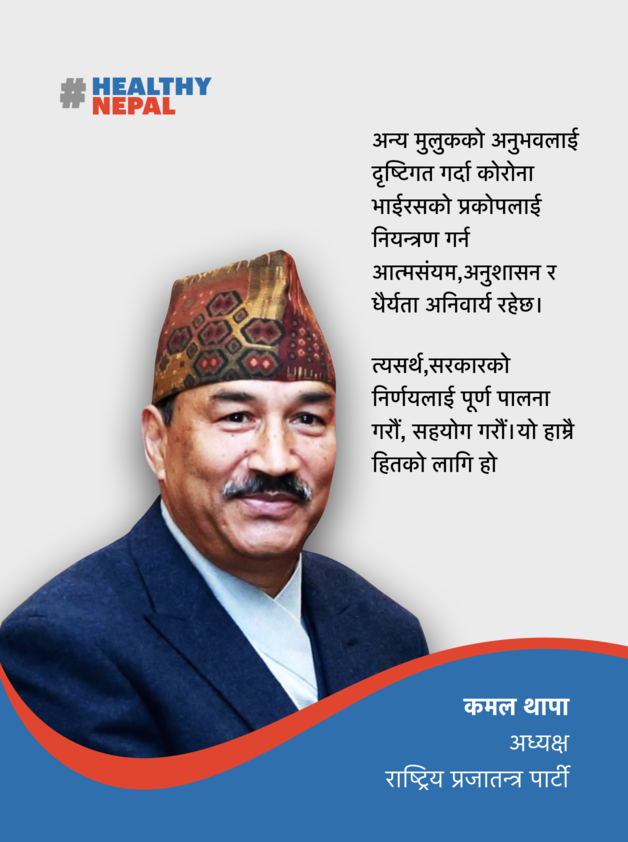 # HEALTHY
NEPAL
अन्य मुलुकको अनुभवलाई
दृष्टिगत गर्दा कोरोना
भाईरसको प्रकोपलाई
नियन्त्रण गर्न
आत्मसंयम,अनुशासन र
धैर्यता अनिवार्य रहेछ।
त्यसर्थ,सरकारको
निर्णयलाई पूर्ण पालना
गरौं, सहयोग गरौं।यो हाम्रै
हितको लागि हो
कमल थापा
अध्यक्ष
राष्ट्रिय प्रजातन्त्र पार्टी